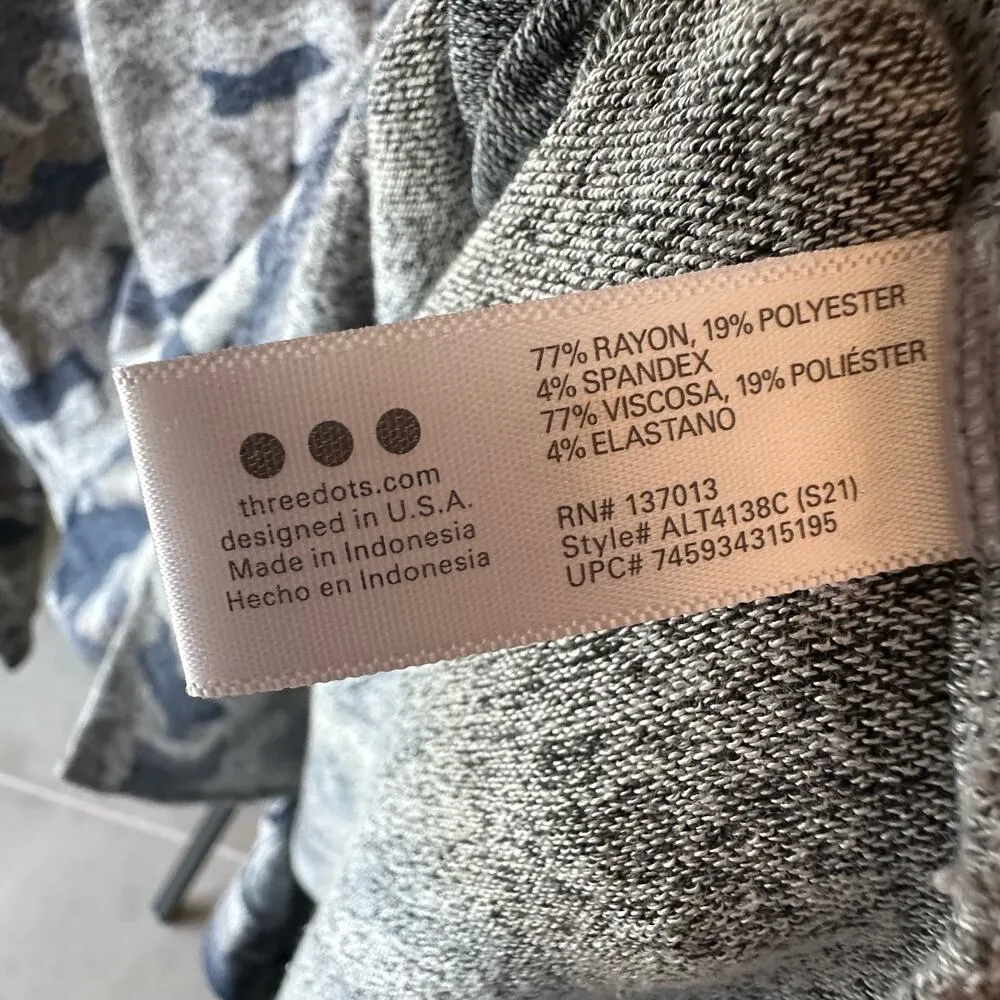 threedots.com
designed in U.S.A.
Made in Indonesia
Hecho en Indonesia
77% RAYON, 19% POLYESTER
4% SPANDEX
77% VISCOSA, 19% POLIÉSTER
4% ELASTANO
RN# 137013
Style# ALT4138C (S21)
UPC# 745934315195